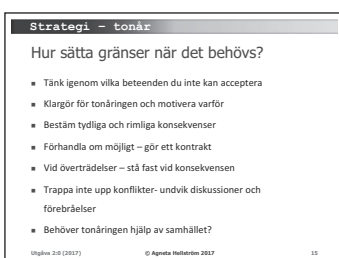 Strategi – tonår
Hur sätta gränser när det behövs?
▪ Tänk igenom vilka beteenden du inte kan acceptera
▪ Klargör för tonåringen och motivera varför
▪ Bestäm tydliga och rimliga konsekvenser
▪ Förhandla om möjligt – gör ett kontrakt
▪ Vid överträdelser – stå fast vid konsekvensen
▪ Trappa inte upp konflikter- undvik diskussioner och
förebråelser
▪ Behöver tonåringen hjälp av samhället?
Utgåva 2:0 (2017) © Agneta Hellström 2017 15